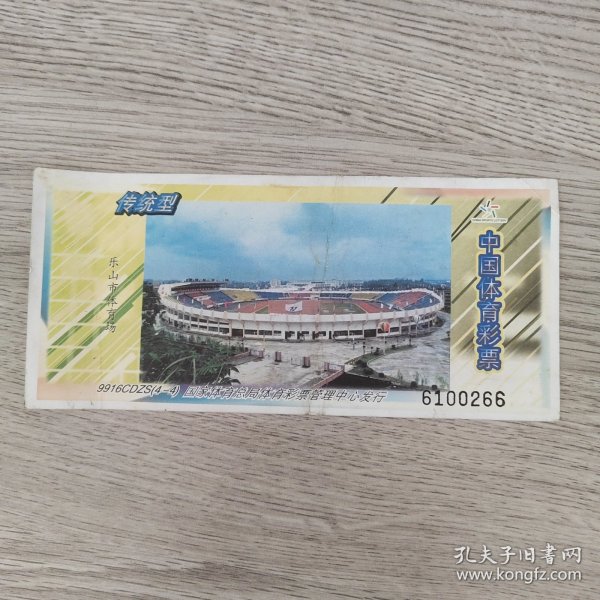 传统型
乐山市体育场
中国体育彩票
9916CDZS(4-4) 国家体育总局体育彩票管理中心发行
6100266
孔夫子旧书网
www.kongfz.com